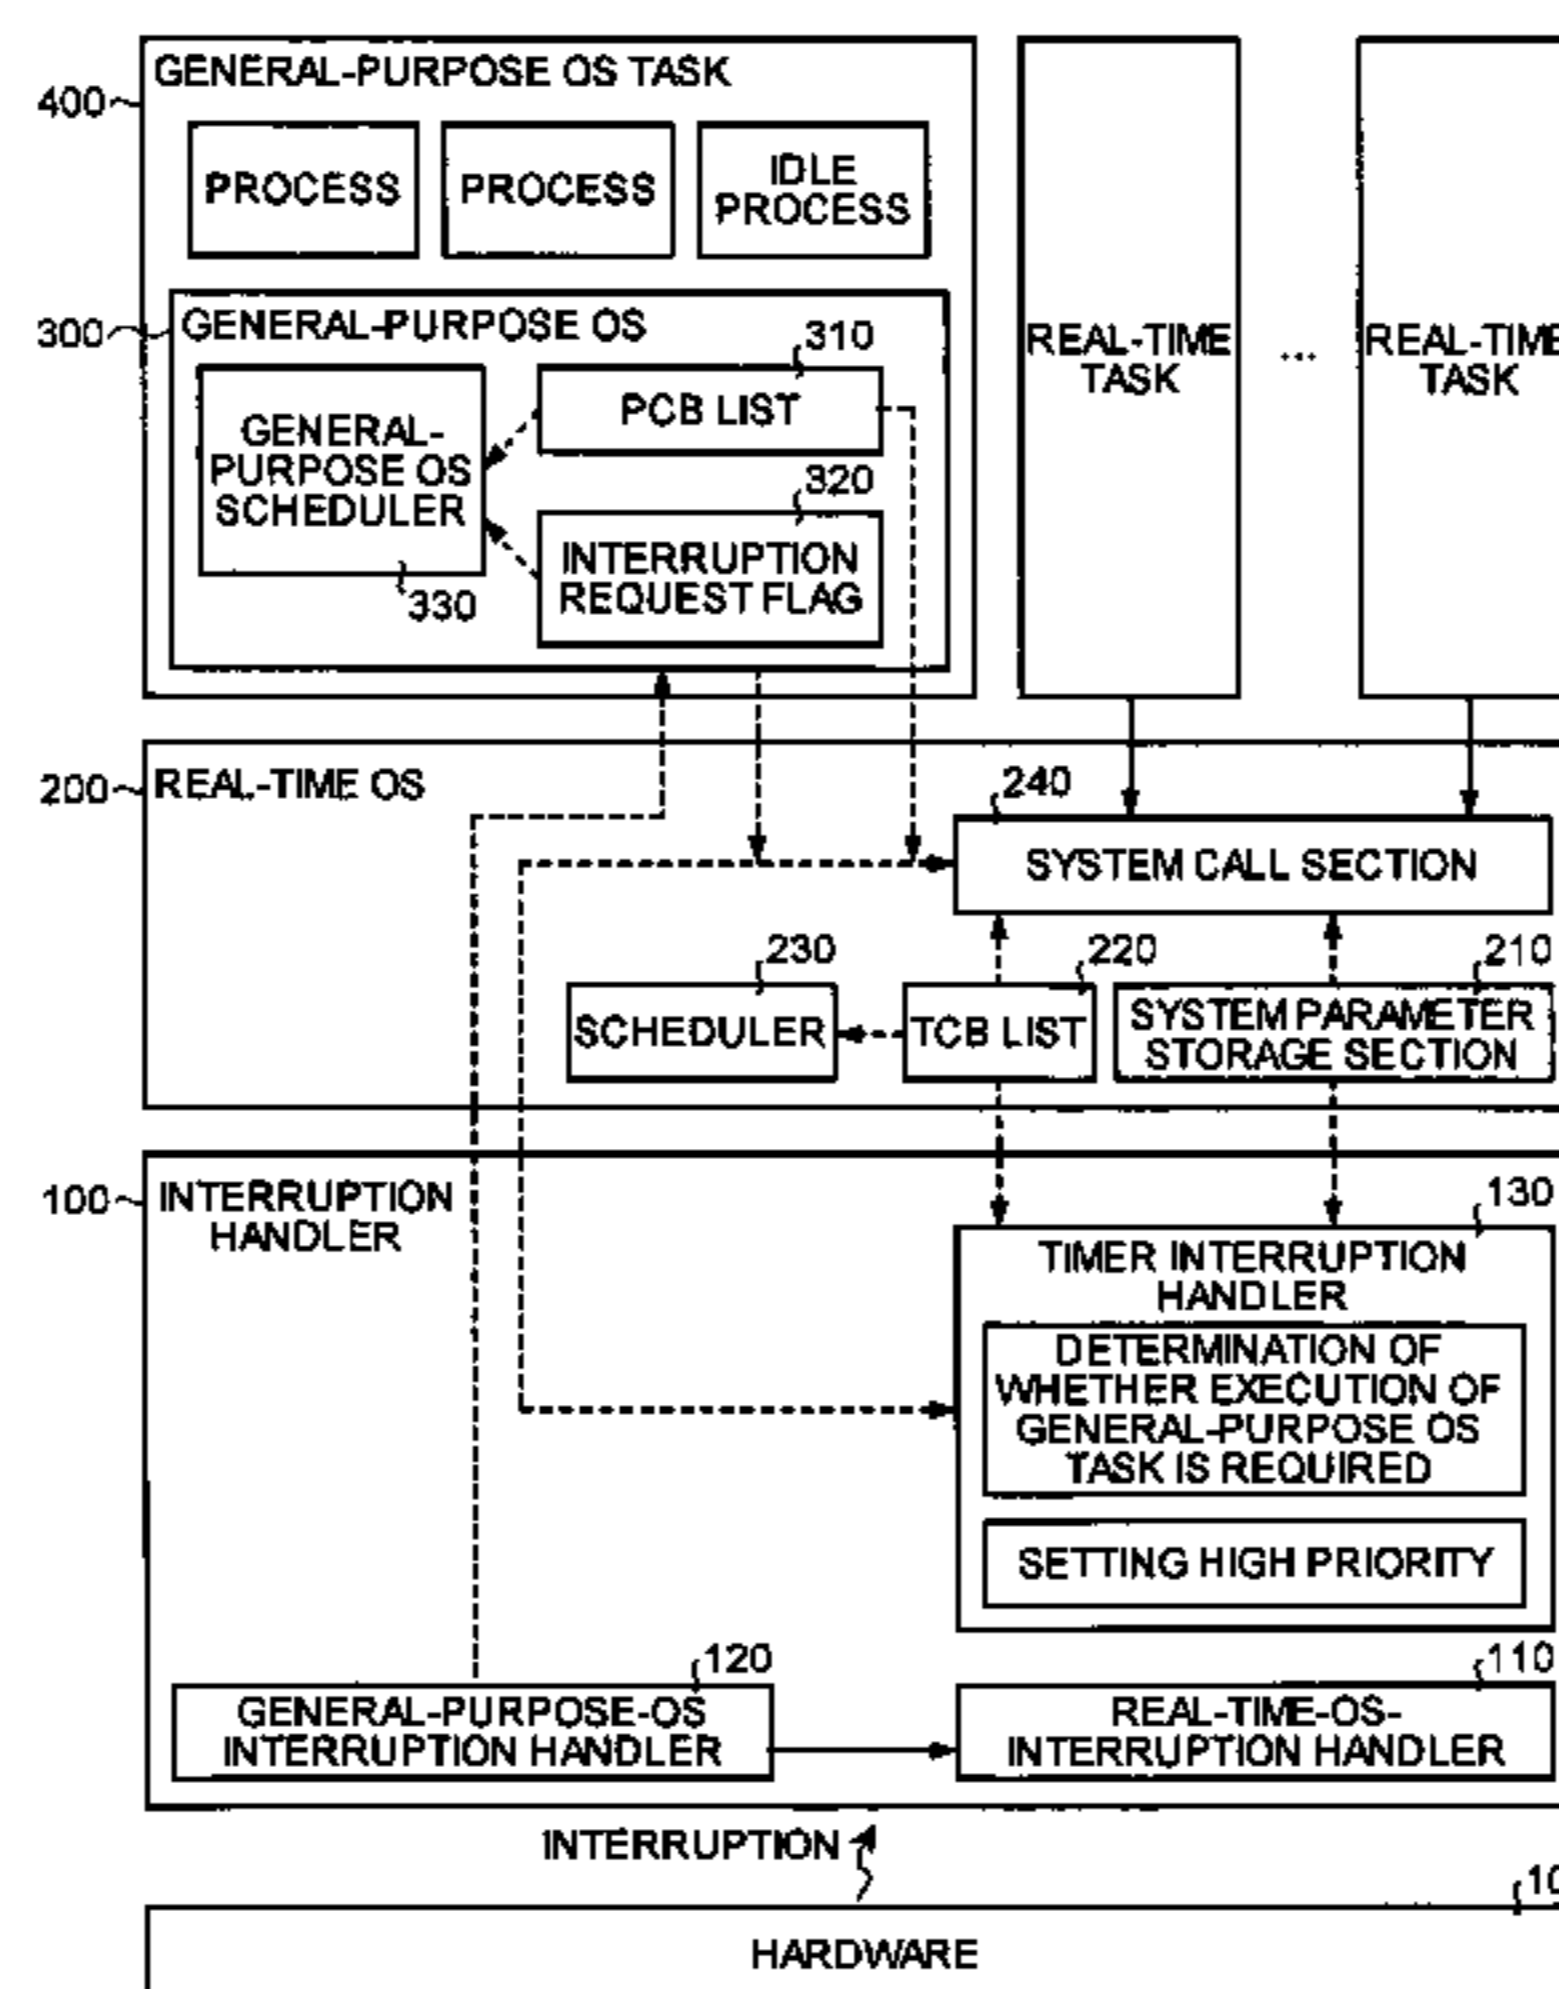 GENERAL-PURPOSE OS TASK
400
PROCESS
PROCESS
IDLE
PROCESS
300
GENERAL-PURPOSE OS
310
PCB LIST
GENERAL-
PURPOSE OS
SCHEDULER
330
320
INTERRUPTION
REQUEST FLAG
REAL-TIME
TASK
...
REAL-TIME
TASK
200
REAL-TIME OS
240
SYSTEM CALL SECTION
230
SCHEDULER
220
TCB LIST
210
SYSTEM PARAMETER
STORAGE SECTION
100
INTERRUPTION
HANDLER
130
TIMER INTERRUPTION
HANDLER
DETERMINATION OF
WHETHER EXECUTION OF
GENERAL-PURPOSE OS
TASK IS REQUIRED
SETTING HIGH PRIORITY
120
GENERAL-PURPOSE-OS
INTERRUPTION HANDLER
110
REAL-TIME-OS-
INTERRUPTION HANDLER
INTERRUPTION
10
HARDWARE